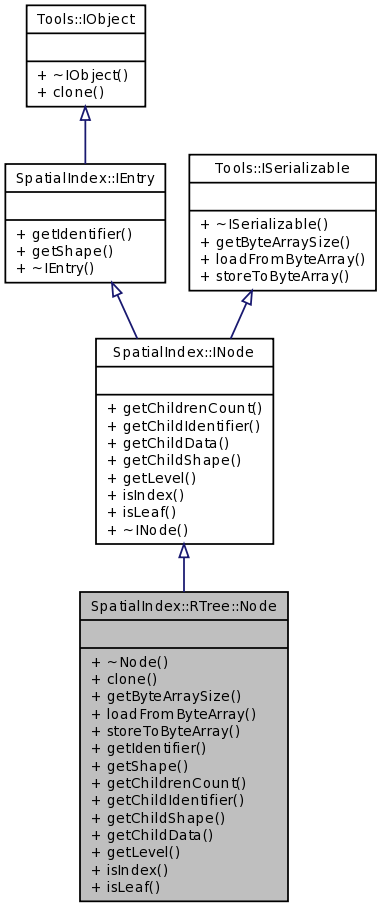 Tools::IObject
+ ~IObject()
+ clone()
SpatialIndex::IEntry
+ getIdentifier()
+ getShape()
+ ~IEntry()
Tools::ISerializable
+ ~ISerializable()
+ getByteArraySize()
+ loadFromByteArray()
+ storeToByteArray()
SpatialIndex::INode
+ getChildrenCount()
+ getChildIdentifier()
+ getChildData()
+ getChildShape()
+ getLevel()
+ isIndex()
+ isLeaf()
+ ~INode()
SpatialIndex::RTree::Node
+ ~Node()
+ clone()
+ getByteArraySize()
+ loadFromByteArray()
+ storeToByteArray()
+ getIdentifier()
+ getShape()
+ getChildrenCount()
+ getChildIdentifier()
+ getChildShape()
+ getChildData()
+ getLevel()
+ isIndex()
+ isLeaf()